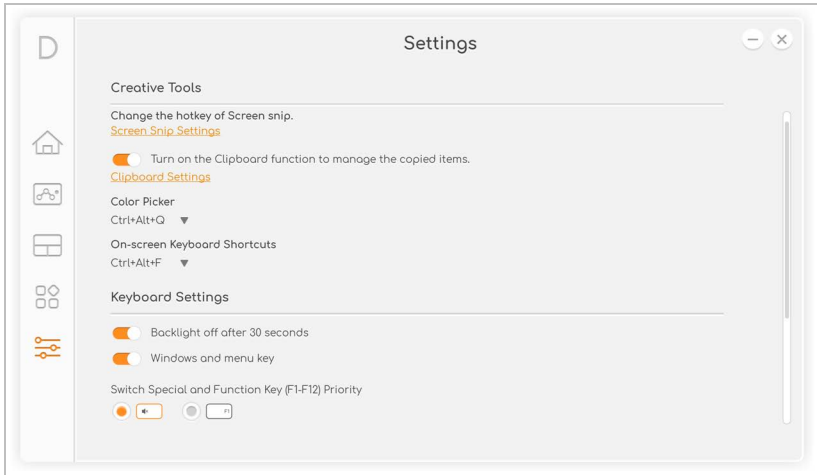 D
Settings
Creative Tools
Change the hotkey of Screen snip.
Screen Snip Settings
Turn on the Clipboard function to manage the copied items.
Clipboard Settings
Color Picker
Ctrl+Alt+Q
On-screen Keyboard Shortcuts
Ctrl+Alt+F
Keyboard Settings
Backlight off after 30 seconds
Windows and menu key
Switch Special and Function Key (F1-F12) Priority
F1